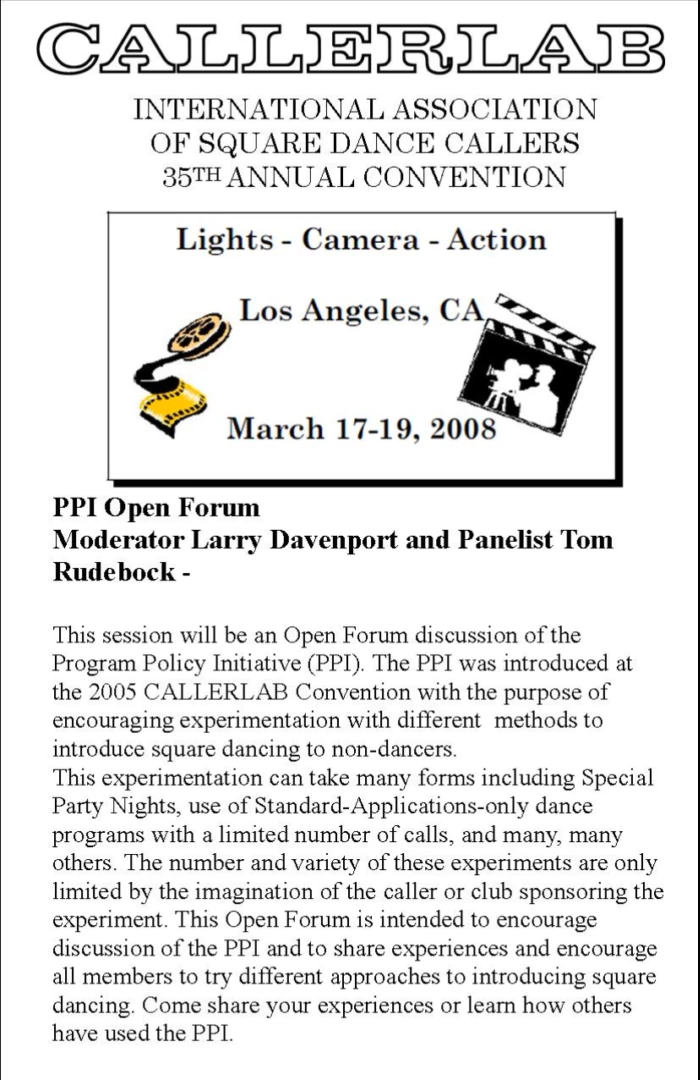 CALLERLAB
INTERNATIONAL ASSOCIATION
OF SQUARE DANCE CALLERS
35TH ANNUAL CONVENTION
Lights - Camera - Action
Los Angeles, CA
March 17-19, 2008
PPI Open Forum
Moderator Larry Davenport and Panelist Tom
Rudebock -
This session will be an Open Forum discussion of the
Program Policy Initiative (PPI). The PPI was introduced at
the 2005 CALLERLAB Convention with the purpose of
encouraging experimentation with different methods to
introduce square dancing to non-dancers.
This experimentation can take many forms including Special
Party Nights, use of Standard-Applications-only dance
programs with a limited number of calls, and many, many
others. The number and variety of these experiments are only
limited by the imagination of the caller or club sponsoring the
experiment. This Open Forum is intended to encourage
discussion of the PPI and to share experiences and encourage
all members to try different approaches to introducing square
dancing. Come share your experiences or learn how others
have used the PPI.